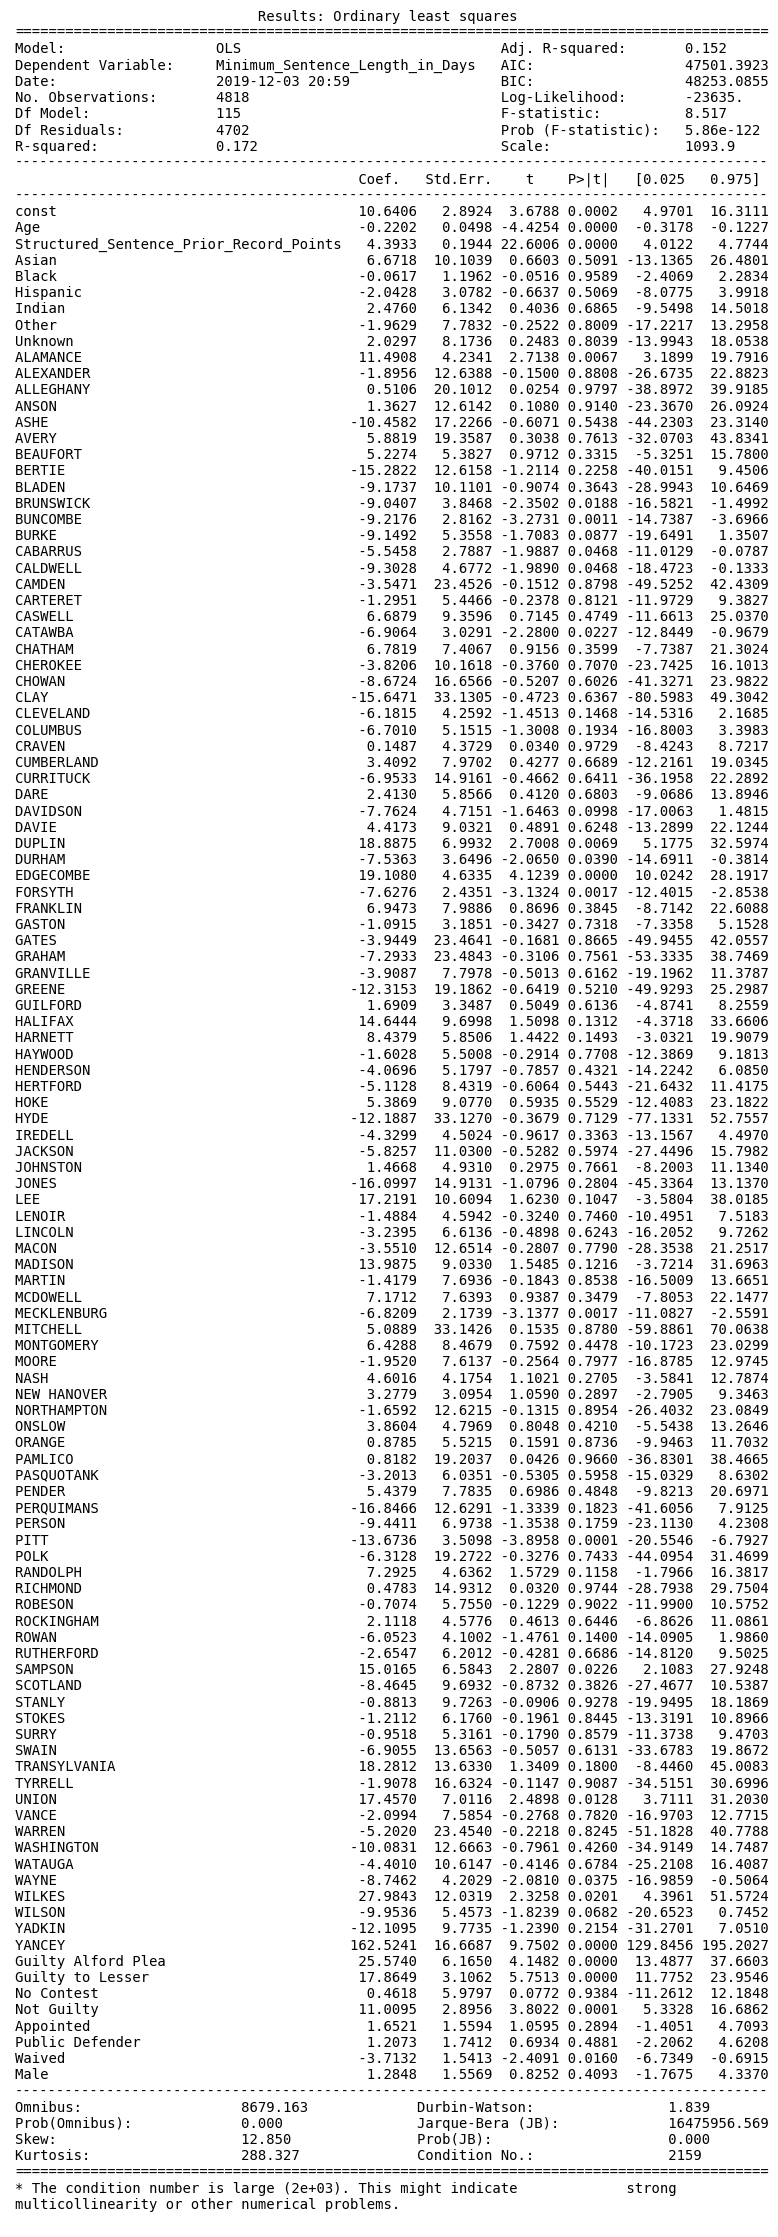 Results: Ordinary least squares
==========================================================================================
Model: OLS Adj. R-squared: 0.152
Dependent Variable: Minimum_Sentence_Length_in_Days AIC: 47501.3923
Date: 2019-12-03 20:59 BIC: 48253.0855
No. Observations: 4818 Log-Likelihood: -23635.
Df Model: 115 F-statistic: 8.517
Df Residuals: 4702 Prob (F-statistic): 5.86e-122
R-squared: 0.172 Scale: 1093.9
------------------------------------------------------------------------------------------
Coef. Std.Err. t P>|t| [0.025 0.975]
------------------------------------------------------------------------------------------
const 10.6406 2.8924 3.6788 0.0002 4.9701 16.3111
Age -0.2202 0.0498 -4.4254 0.0000 -0.3178 -0.1227
Structured_Sentence_Prior_Record_Points 4.3933 0.1944 22.6006 0.0000 4.0122 4.7744
Asian 6.6718 10.1039 0.6603 0.5091 -13.1365 26.4801
Black -0.0617 1.1962 -0.0516 0.9589 -2.4069 2.2834
Hispanic -2.0428 3.0782 -0.6637 0.5069 -8.0775 3.9918
Indian 2.4760 6.1342 0.4036 0.6865 -9.5498 14.5018
Other -1.9629 7.7832 -0.2522 0.8009 -17.2217 13.2958
Unknown 2.0297 8.1736 0.2483 0.8039 -13.9943 18.0538
ALAMANCE 11.4908 4.2341 2.7138 0.0067 3.1899 19.7916
ALEXANDER -1.8956 12.6388 -0.1500 0.8808 -26.6735 22.8823
ALLEGHANY 0.5106 20.1012 0.0254 0.9797 -38.8972 39.9185
ANSON 1.3627 12.6142 0.1080 0.9140 -23.3670 26.0924
ASHE -10.4582 17.2266 -0.6071 0.5438 -44.2303 23.3140
AVERY 5.8819 19.3587 0.3038 0.7613 -32.0703 43.8341
BEAUFORT 5.2274 5.3827 0.9712 0.3315 -5.3251 15.7800
BERTIE -15.2822 12.6158 -1.2114 0.2258 -40.0151 9.4506
BLADEN -9.1737 10.1101 -0.9074 0.3643 -28.9943 10.6469
BRUNSWICK -9.0407 3.8468 -2.3502 0.0188 -16.5821 -1.4992
BUNCOMBE -9.2176 2.8162 -3.2731 0.0011 -14.7387 -3.6966
BURKE -9.1492 5.3558 -1.7083 0.0877 -19.6491 1.3507
CABARRUS -5.5458 2.7887 -1.9887 0.0468 -11.0129 -0.0787
CALDWELL -9.3028 4.6772 -1.9890 0.0468 -18.4723 -0.1333
CAMDEN -3.5471 23.4526 -0.1512 0.8798 -49.5252 42.4309
CARTERET -1.2951 5.4466 -0.2378 0.8121 -11.9729 9.3827
CASWELL 6.6879 9.3596 0.7145 0.4749 -11.6613 25.0370
CATAWBA -6.9064 3.0291 -2.2800 0.0227 -12.8449 -0.9679
CHATHAM 6.7819 7.4067 0.9156 0.3599 -7.7387 21.3024
CHEROKEE -3.8206 10.1618 -0.3760 0.7070 -23.7425 16.1013
CHOWAN -8.6724 16.6566 -0.5207 0.6026 -41.3271 23.9822
CLAY -15.6471 33.1305 -0.4723 0.6367 -80.5983 49.3042
CLEVELAND -6.1815 4.2592 -1.4513 0.1468 -14.5316 2.1685
COLUMBUS -6.7010 5.1515 -1.3008 0.1934 -16.8003 3.3983
CRAVEN 0.1487 4.3729 0.0340 0.9729 -8.4243 8.7217
CUMBERLAND 3.4092 7.9702 0.4277 0.6689 -12.2161 19.0345
CURRITUCK -6.9533 14.9161 -0.4662 0.6411 -36.1958 22.2892
DARE 2.4130 5.8566 0.4120 0.6803 -9.0686 13.8946
DAVIDSON -7.7624 4.7151 -1.6463 0.0998 -17.0063 1.4815
DAVIE 4.4173 9.0321 0.4891 0.6248 -13.2899 22.1244
DUPLIN 18.8875 6.9932 2.7008 0.0069 5.1775 32.5974
DURHAM -7.5363 3.6496 -2.0650 0.0390 -14.6911 -0.3814
EDGECOMBE 19.1080 4.6335 4.1239 0.0000 10.0242 28.1917
FORSYTH -7.6276 2.4351 -3.1324 0.0017 -12.4015 -2.8538
FRANKLIN 6.9473 7.9886 0.8696 0.3845 -8.7142 22.6088
GASTON -1.0915 3.1851 -0.3427 0.7318 -7.3358 5.1528
GATES -3.9449 23.4641 -0.1681 0.8665 -49.9455 42.0557
GRAHAM -7.2933 23.4843 -0.3106 0.7561 -53.3335 38.7469
GRANVILLE -3.9087 7.7978 -0.5013 0.6162 -19.1962 11.3787
GREENE -12.3153 19.1862 -0.6419 0.5210 -49.9293 25.2987
GUILFORD 1.6909 3.3487 0.5049 0.6136 -4.8741 8.2559
HALIFAX 14.6444 9.6998 1.5098 0.1312 -4.3718 33.6606
HARNETT 8.4379 5.8506 1.4422 0.1493 -3.0321 19.9079
HAYWOOD -1.6028 5.5008 -0.2914 0.7708 -12.3869 9.1813
HENDERSON -4.0696 5.1797 -0.7857 0.4321 -14.2242 6.0850
HERTFORD -5.1128 8.4319 -0.6064 0.5443 -21.6432 11.4175
HOKE 5.3869 9.0770 0.5935 0.5529 -12.4083 23.1822
HYDE -12.1887 33.1270 -0.3679 0.7129 -77.1331 52.7557
IREDELL -4.3299 4.5024 -0.9617 0.3363 -13.1567 4.4970
JACKSON -5.8257 11.0300 -0.5282 0.5974 -27.4496 15.7982
JOHNSTON 1.4668 4.9310 0.2975 0.7661 -8.2003 11.1340
JONES -16.0997 14.9131 -1.0796 0.2804 -45.3364 13.1370
LEE 17.2191 10.6094 1.6230 0.1047 -3.5804 38.0185
LENOIR -1.4884 4.5942 -0.3240 0.7460 -10.4951 7.5183
LINCOLN -3.2395 6.6136 -0.4898 0.6243 -16.2052 9.7262
MACON -3.5510 12.6514 -0.2807 0.7790 -28.3538 21.2517
MADISON 13.9875 9.0330 1.5485 0.1216 -3.7214 31.6963
MARTIN -1.4179 7.6936 -0.1843 0.8538 -16.5009 13.6651
MCDOWELL 7.1712 7.6393 0.9387 0.3479 -7.8053 22.1477
MECKLENBURG -6.8209 2.1739 -3.1377 0.0017 -11.0827 -2.5591
MITCHELL 5.0889 33.1426 0.1535 0.8780 -59.8861 70.0638
MONTGOMERY 6.4288 8.4679 0.7592 0.4478 -10.1723 23.0299
MOORE -1.9520 7.6137 -0.2564 0.7977 -16.8785 12.9745
NASH 4.6016 4.1754 1.1021 0.2705 -3.5841 12.7874
NEW HANOVER 3.2779 3.0954 1.0590 0.2897 -2.7905 9.3463
NORTHAMPTON -1.6592 12.6215 -0.1315 0.8954 -26.4032 23.0849
ONSLOW 3.8604 4.7969 0.8048 0.4210 -5.5438 13.2646
ORANGE 0.8785 5.5215 0.1591 0.8736 -9.9463 11.7032
PAMLICO 0.8182 19.2037 0.0426 0.9660 -36.8301 38.4665
PASQUOTANK -3.2013 6.0351 -0.5305 0.5958 -15.0329 8.6302
PENDER 5.4379 7.7835 0.6986 0.4848 -9.8213 20.6971
PERQUIMANS -16.8466 12.6291 -1.3339 0.1823 -41.6056 7.9125
PERSON -9.4411 6.9738 -1.3538 0.1759 -23.1130 4.2308
PITT -13.6736 3.5098 -3.8958 0.0001 -20.5546 -6.7927
POLK -6.3128 19.2722 -0.3276 0.7433 -44.0954 31.4699
RANDOLPH 7.2925 4.6362 1.5729 0.1158 -1.7966 16.3817
RICHMOND 0.4783 14.9312 0.0320 0.9744 -28.7938 29.7504
ROBESON -0.7074 5.7550 -0.1229 0.9022 -11.9900 10.5752
ROCKINGHAM 2.1118 4.5776 0.4613 0.6446 -6.8626 11.0861
ROWAN -6.0523 4.1002 -1.4761 0.1400 -14.0905 1.9860
RUTHERFORD -2.6547 6.2012 -0.4281 0.6686 -14.8120 9.5025
SAMPSON 15.0165 6.5843 2.2807 0.0226 2.1083 27.9248
SCOTLAND -8.4645 9.6932 -0.8732 0.3826 -27.4677 10.5387
STANLY -0.8813 9.7263 -0.0906 0.9278 -19.9495 18.1869
STOKES -1.2112 6.1760 -0.1961 0.8445 -13.3191 10.8966
SURRY -0.9518 5.3161 -0.1790 0.8579 -11.3738 9.4703
SWAIN -6.9055 13.6563 -0.5057 0.6131 -33.6783 19.8672
TRANSYLVANIA 18.2812 13.6330 1.3409 0.1800 -8.4460 45.0083
TYRRELL -1.9078 16.6324 -0.1147 0.9087 -34.5151 30.6996
UNION 17.4570 7.0116 2.4898 0.0128 3.7111 31.2030
VANCE -2.0994 7.5854 -0.2768 0.7820 -16.9703 12.7715
WARREN -5.2020 23.4540 -0.2218 0.8245 -51.1828 40.7788
WASHINGTON -10.0831 12.6663 -0.7961 0.4260 -34.9149 14.7487
WATAUGA -4.4010 10.6147 -0.4146 0.6784 -25.2108 16.4087
WAYNE -8.7462 4.2029 -2.0810 0.0375 -16.9859 -0.5064
WILKES 27.9843 12.0319 2.3258 0.0201 4.3961 51.5724
WILSON -9.9536 5.4573 -1.8239 0.0682 -20.6523 0.7452
YADKIN -12.1095 9.7735 -1.2390 0.2154 -31.2701 7.0510
YANCEY 162.5241 16.6687 9.7502 0.0000 129.8456 195.2027
Guilty Alford Plea 25.5740 6.1650 4.1482 0.0000 13.4877 37.6603
Guilty to Lesser 17.8649 3.1062 5.7513 0.0000 11.7752 23.9546
No Contest 0.4618 5.9797 0.0772 0.9384 -11.2612 12.1848
Not Guilty 11.0095 2.8956 3.8022 0.0001 5.3328 16.6862
Appointed 1.6521 1.5594 1.0595 0.2894 -1.4051 4.7093
Public Defender 1.2073 1.7412 0.6934 0.4881 -2.2062 4.6208
Waived -3.7132 1.5413 -2.4091 0.0160 -6.7349 -0.6915
Male 1.2848 1.5569 0.8252 0.4093 -1.7675 4.3370
------------------------------------------------------------------------------------------
Omnibus: 8679.163 Durbin-Watson: 1.839
Prob(Omnibus): 0.000 Jarque-Bera (JB): 16475956.569
Skew: 12.850 Prob(JB): 0.000
Kurtosis: 288.327 Condition No.: 2159
==========================================================================================
* The condition number is large (2e+03). This might indicate strong
multicollinearity or other numerical problems.